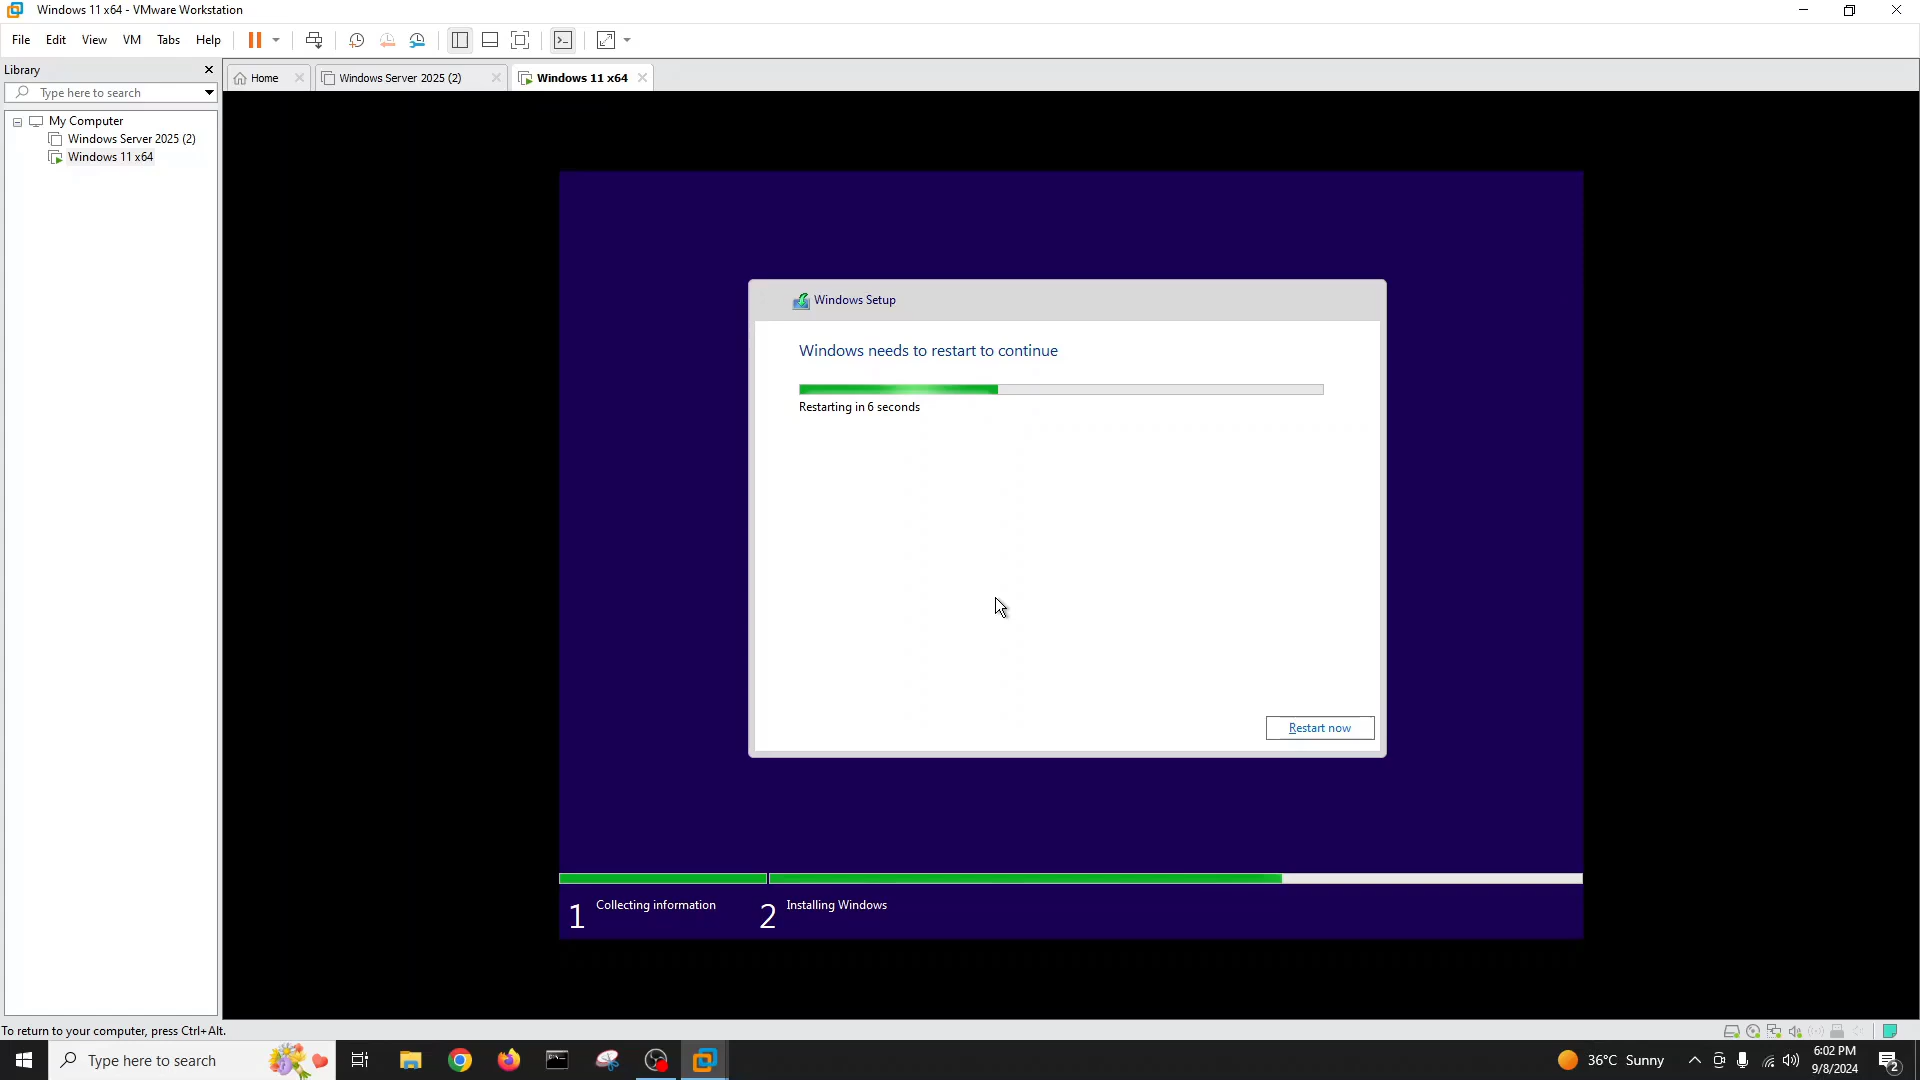 Windows 11 x64 - VMware Workstation
File Edit View VM Tabs Help
Library
Type here to search
Home
Windows Server 2025 (2)
Windows 11 x64
My Computer
Windows Server 2025 (2)
Windows 11 x64
Windows Setup
Windows needs to restart to continue
Restarting in 6 seconds
Restart now
1 Collecting information
2 Installing Windows
To return to your computer, press Ctrl+Alt.
Type here to search
36°C Sunny
6:02 PM
9/8/2024
2